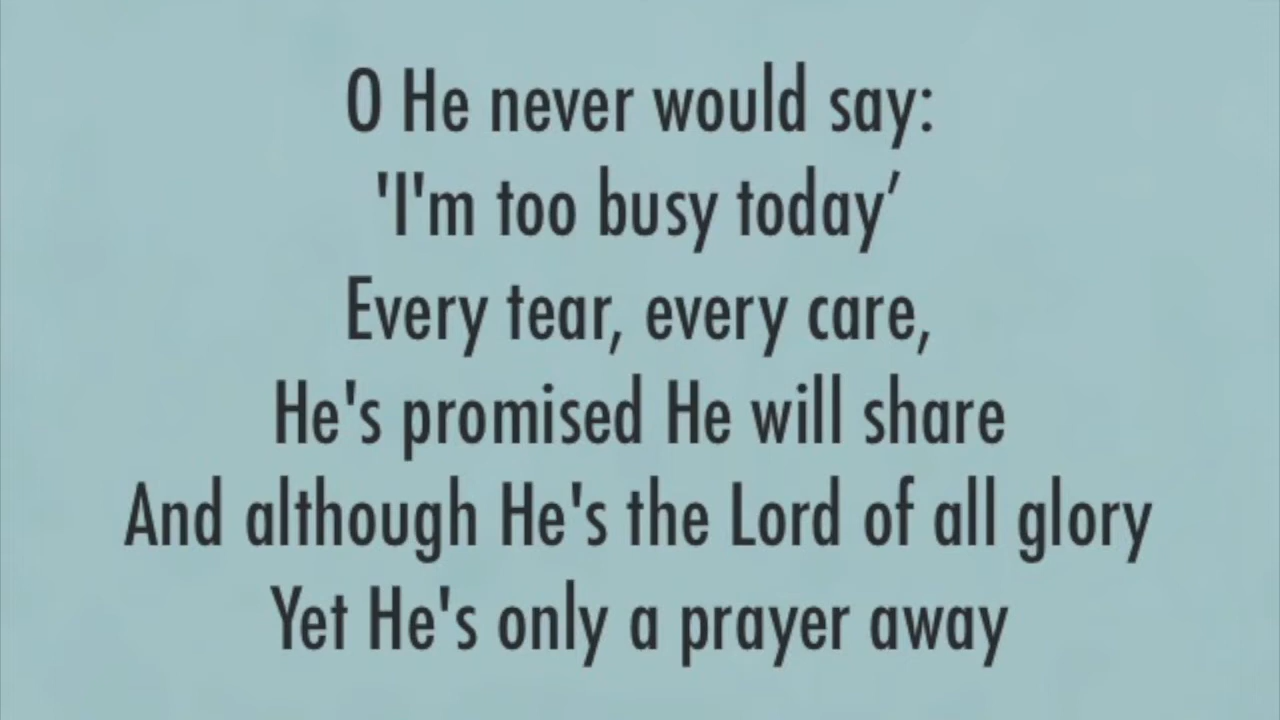 O He never would say:
'I'm too busy today’
Every tear, every care,
He's promised He will share
And although He's the Lord of all glory
Yet He's only a prayer away